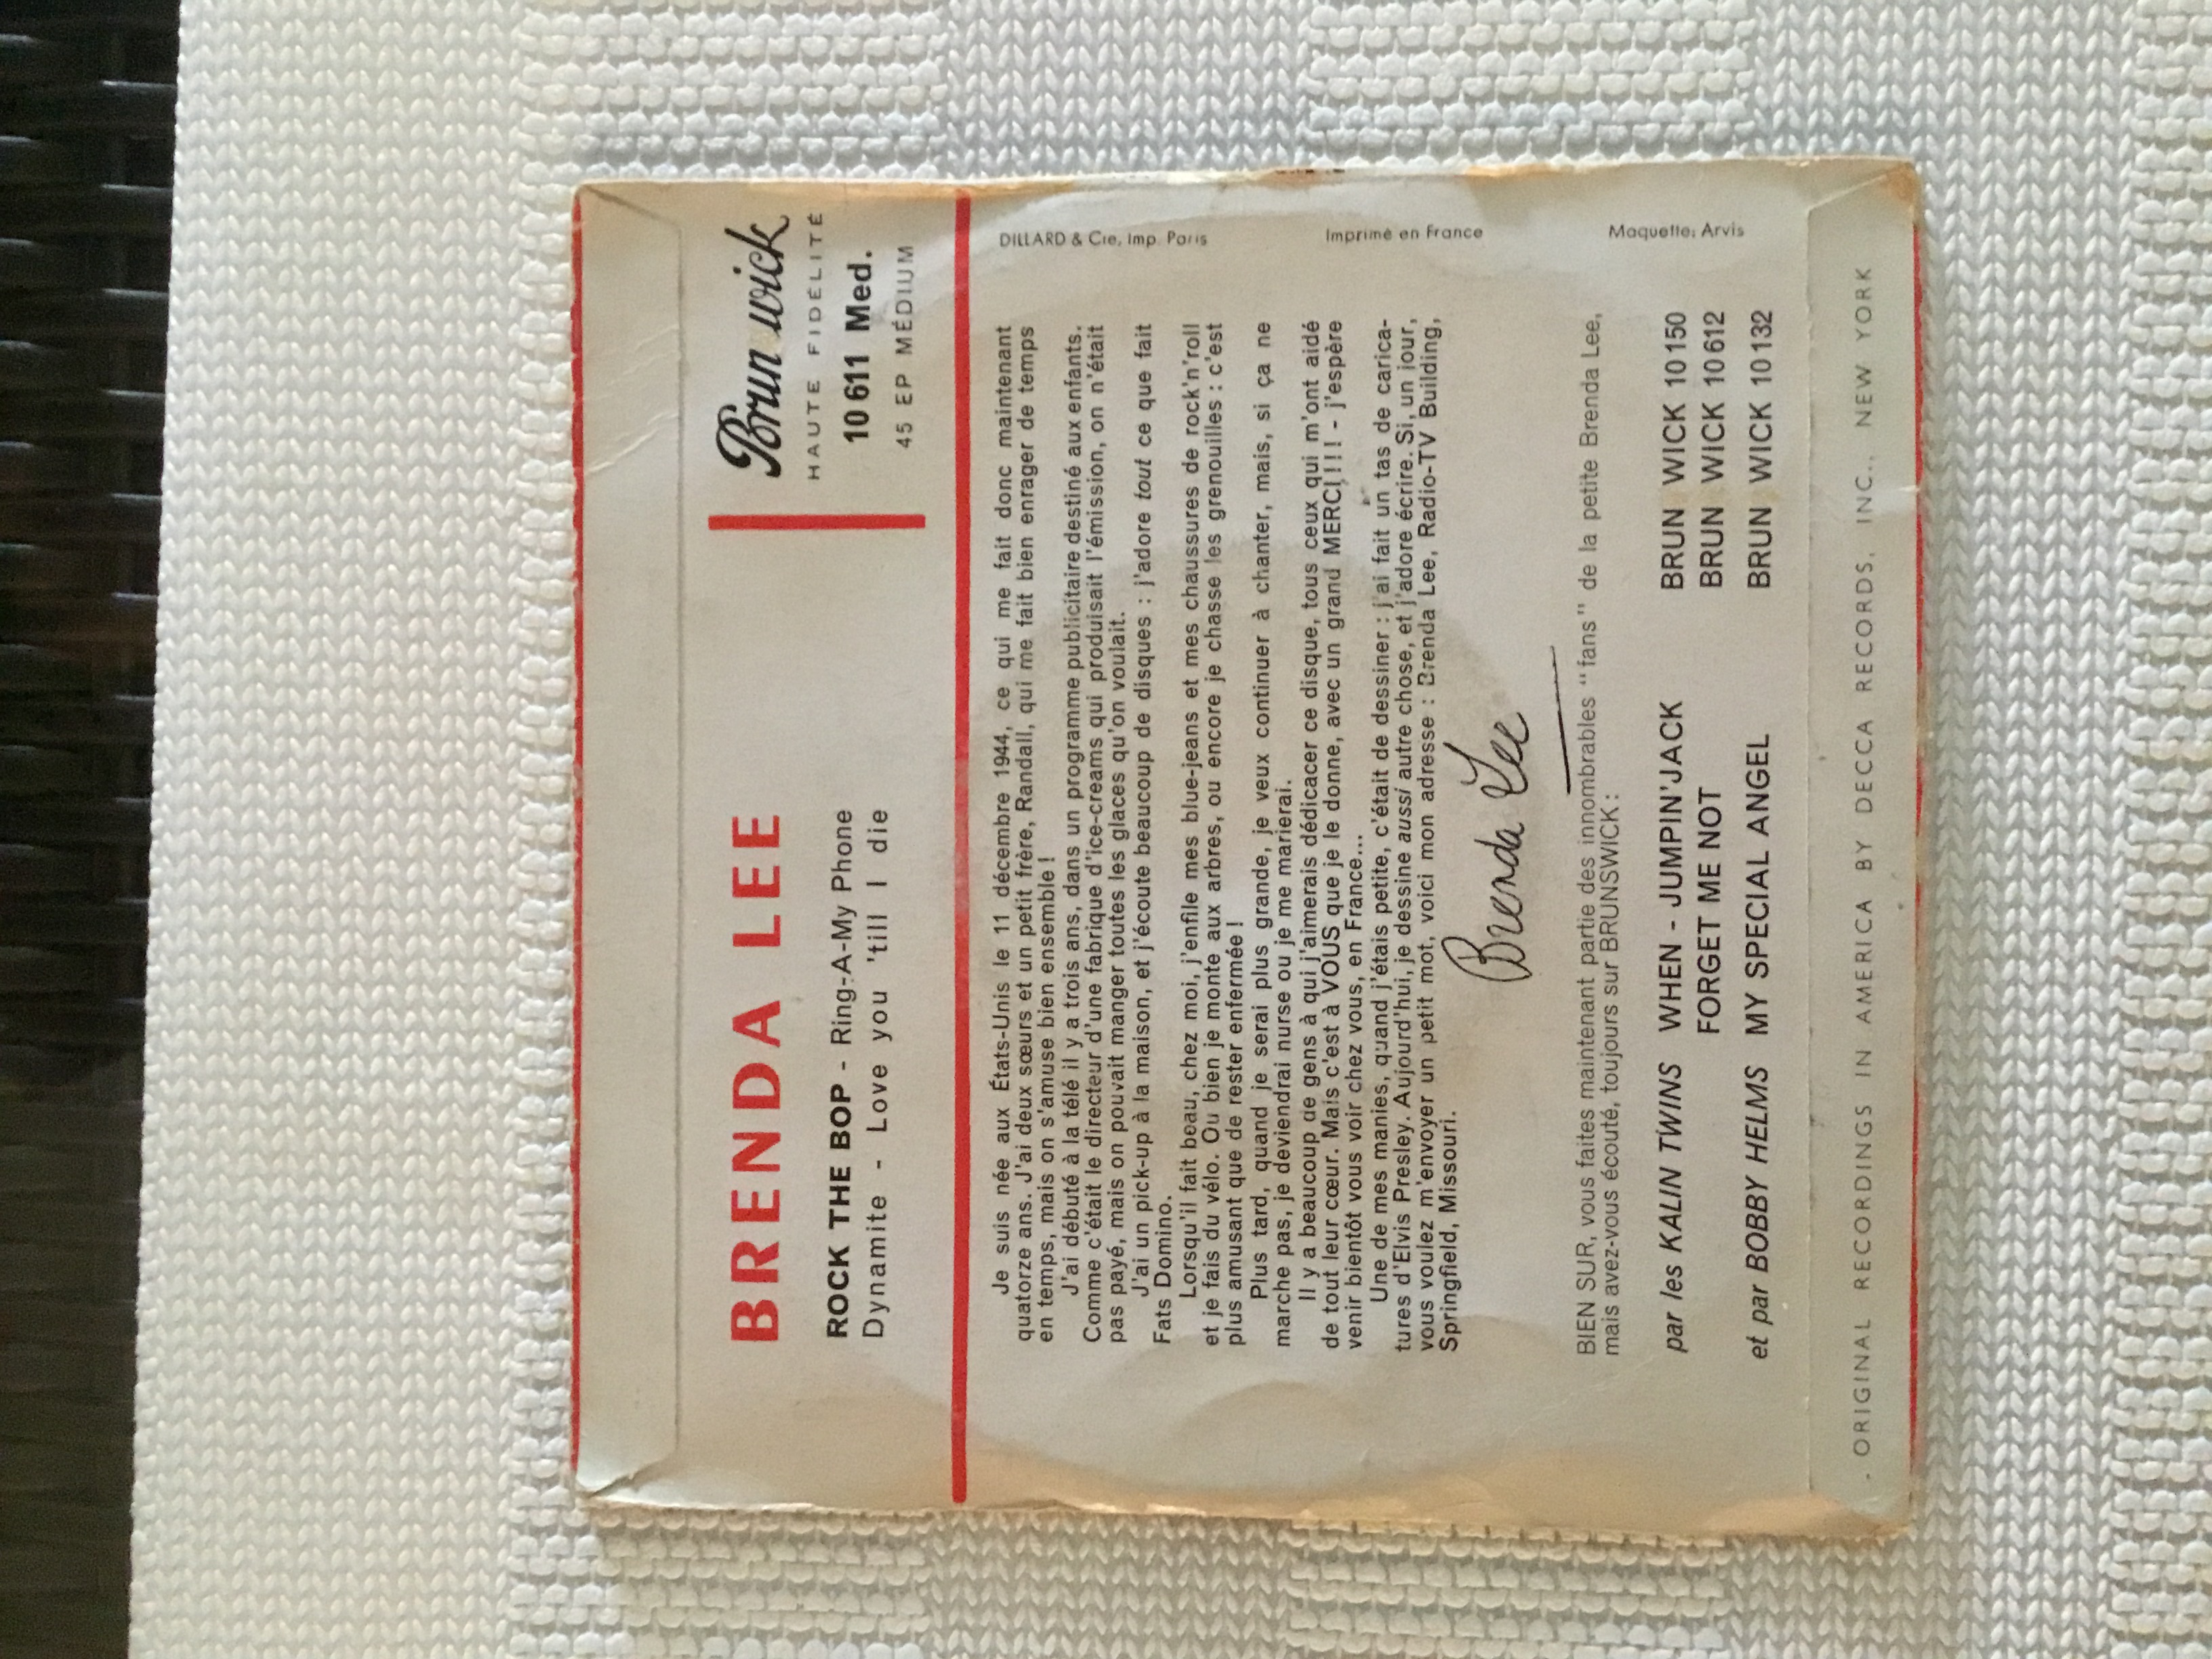 BRENDA LEE
ROCK THE BOP - Ring-A-My Phone
Dynamite - Love you 'till I die
Brun wick
HAUTE FIDÉLITÉ
10 611 Med.
45 EP MÉDIUM
Je suis née aux États-Unis le 11 décembre 1944, ce qui me fait donc maintenant
quatorze ans. J'ai deux sœurs et un petit frère, Randall, qui me fait bien enrager de temps
en temps, mais on s'amuse bien ensemble !
J'ai débuté à la télé il y a trois ans, dans un programme publicitaire destiné aux enfants.
Comme c'était le directeur d'une fabrique d'ice-creams qui produisait l'émission, on n'était
pas payé, mais on pouvait manger toutes les glaces qu'on voulait.
J'ai un pick-up à la maison, et j'écoute beaucoup de disques : j'adore tout ce que fait
Fats Domino.
Lorsqu'il fait beau, chez moi, j'enfile mes blue-jeans et mes chaussures de rock'n'roll
et je fais du vélo. Ou bien je monte aux arbres, ou encore je chasse les grenouilles : c'est
plus amusant que de rester enfermée !
Plus tard, quand je serai plus grande, je veux continuer à chanter, mais, si ça ne
marche pas, je deviendrai nurse ou je me marierai.
Il y a beaucoup de gens à qui j'aimerais dédicacer ce disque, tous ceux qui m'ont aidé
de tout leur cœur. Mais c'est à VOUS que je le donne, avec un grand MERCI ! ! ! - j'espère
venir bientôt vous voir chez vous, en France...
Une de mes manies, quand j'étais petite, c'était de dessiner : j'ai fait un tas de carica-
tures d'Elvis Presley. Aujourd'hui, je dessine aussi autre chose, et j'adore écrire. Si, un jour,
vous voulez m'envoyer un petit mot, voici mon adresse : Brenda Lee, Radio-TV Building,
Springfield, Missouri.
Brenda Lee
BIEN SUR, vous faites maintenant partie des innombrables "fans" de la petite Brenda Lee,
mais avez-vous écouté, toujours sur BRUNSWICK :
par les KALIN TWINS WHEN - JUMPIN'JACK BRUN WICK 10 150
FORGET ME NOT BRUN WICK 10 612
et par BOBBY HELMS MY SPECIAL ANGEL BRUN WICK 10 132
DILLARD & Cie, Imp. Paris
Imprimé en France
Maquette: Arvis
. ORIGINAL RECORDINGS IN AMERICA BY DECCA RECORDS, INC., NEW YORK